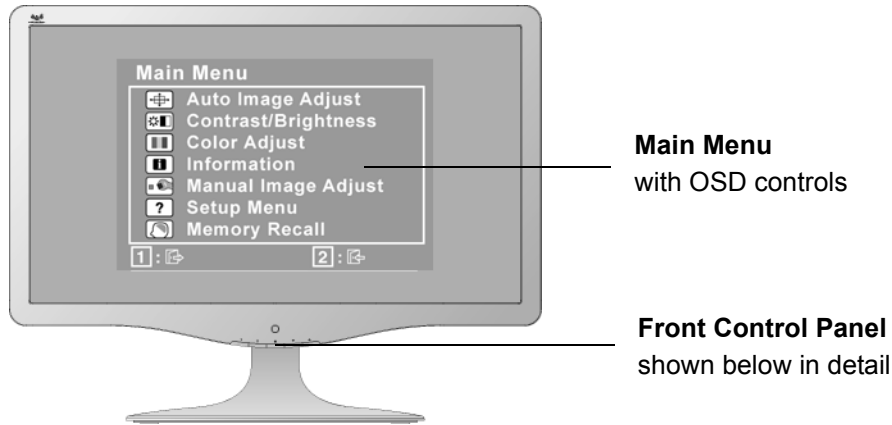 Main Menu
Auto Image Adjust
Contrast/Brightness
Color Adjust
Information
Manual Image Adjust
Setup Menu
Memory Recall
1 :
2 :
Main Menu
with OSD controls
Front Control Panel
shown below in detail